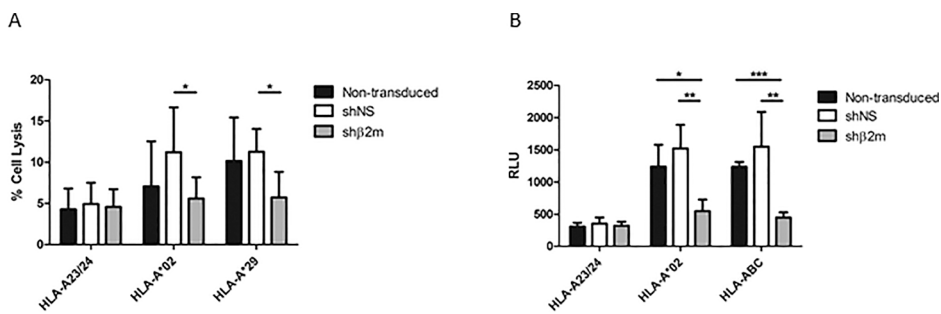 A
% Cell Lysis
20
15
10
5
0
*
*
HLA-A23/24
HLA-A*02
HLA-A*29
Non-transduced
shNS
shβ2m
B
RLU
2500
2000
1500
1000
500
0
*
**
***
**
HLA-A23/24
HLA-A*02
HLA-ABC
Non-transduced
shNS
shβ2m